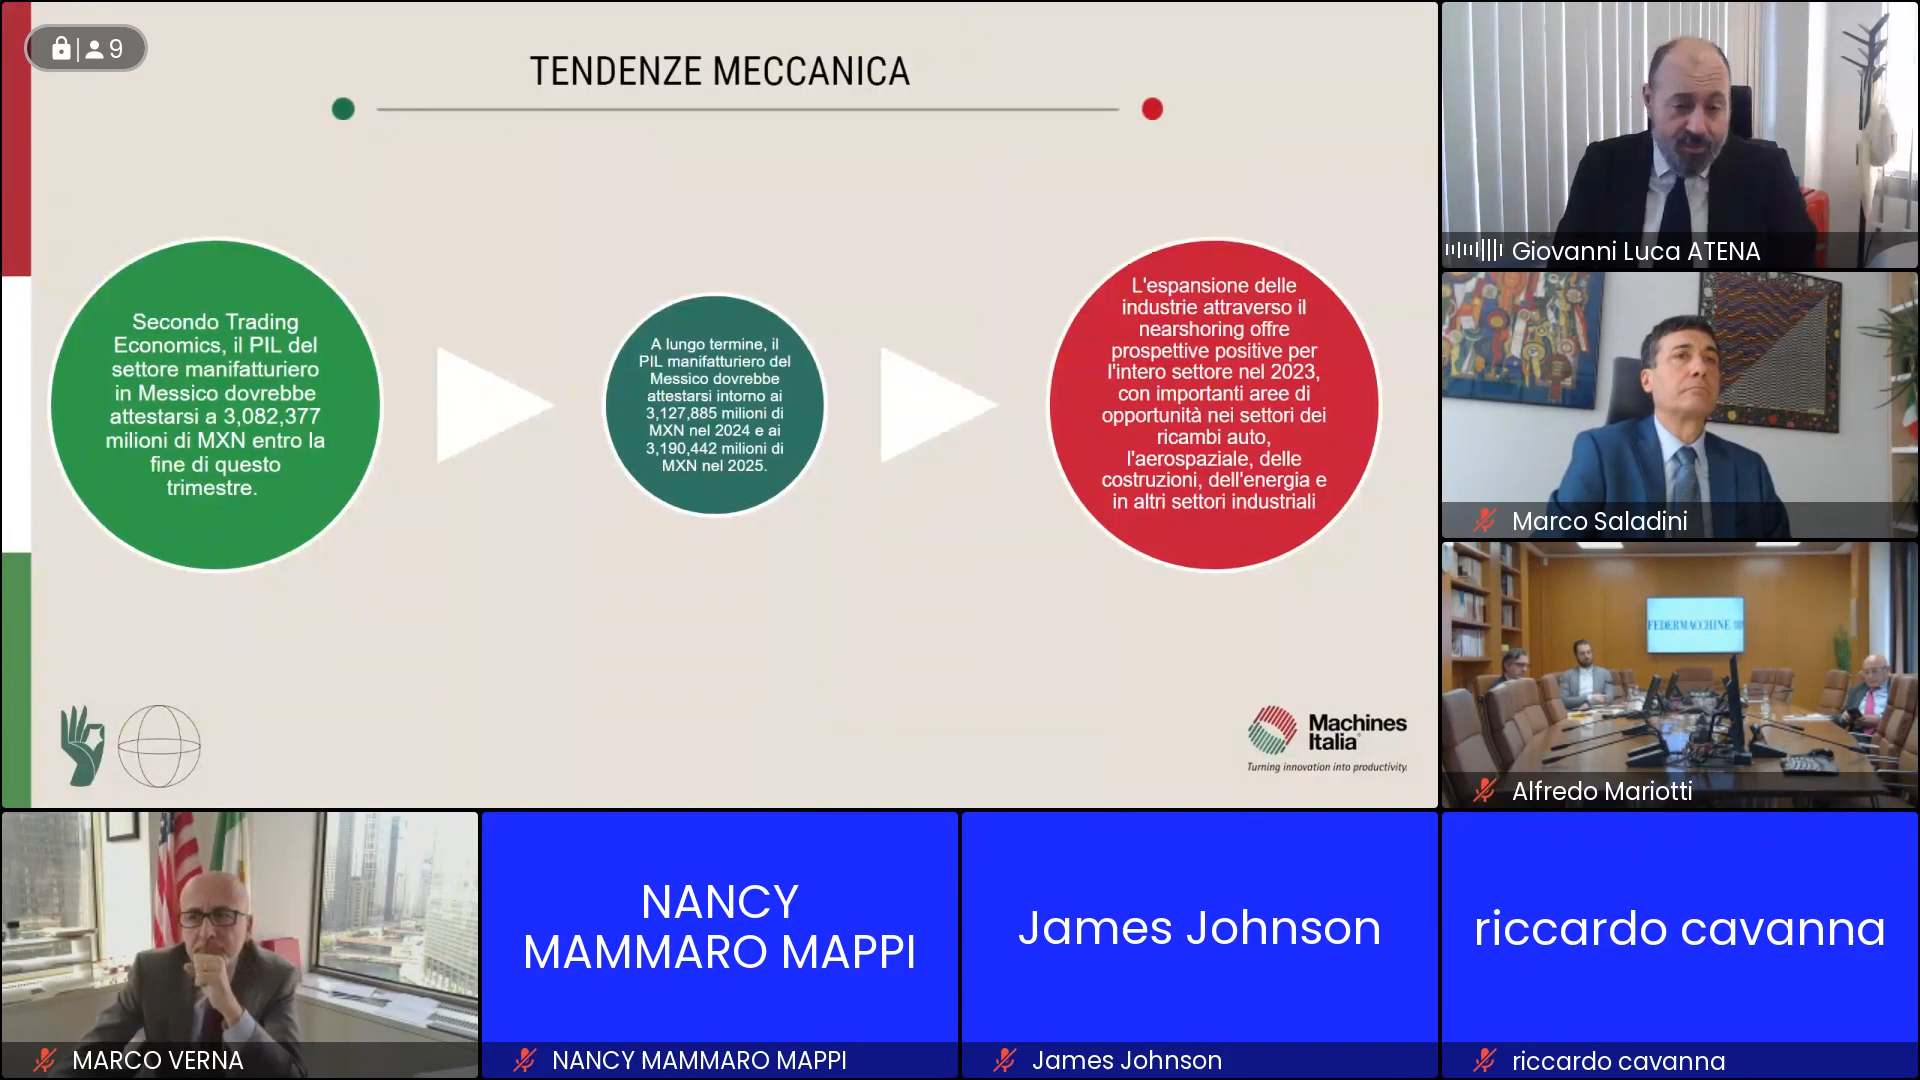 9
TENDENZE MECCANICA
Secondo Trading
Economics, il PIL del
settore manifatturiero
in Messico dovrebbe
attestarsi a 3,082,377
milioni di MXN entro la
fine di questo
trimestre.
A lungo termine, il
PIL manifatturiero del
Messico dovrebbe
attestarsi intorno ai
3,127,885 milioni di
MXN nel 2024 e ai
3,190,442 milioni di
MXN nel 2025.
L'espansione delle
industrie attraverso il
nearshoring offre
prospettive positive per
l'intero settore nel 2023,
con importanti aree di
opportunità nei settori dei
ricambi auto,
l'aerospaziale, delle
costruzioni, dell'energia e
in altri settori industriali
Machines
Italia
Turning innovation into productivity.
Giovanni Luca ATENA
Marco Saladini
FEDERMACCHINE
Alfredo Mariotti
MARCO VERNA
NANCY
MAMMARO MAPPI
NANCY MAMMARO MAPPI
James Johnson
James Johnson
riccardo cavanna
riccardo cavanna